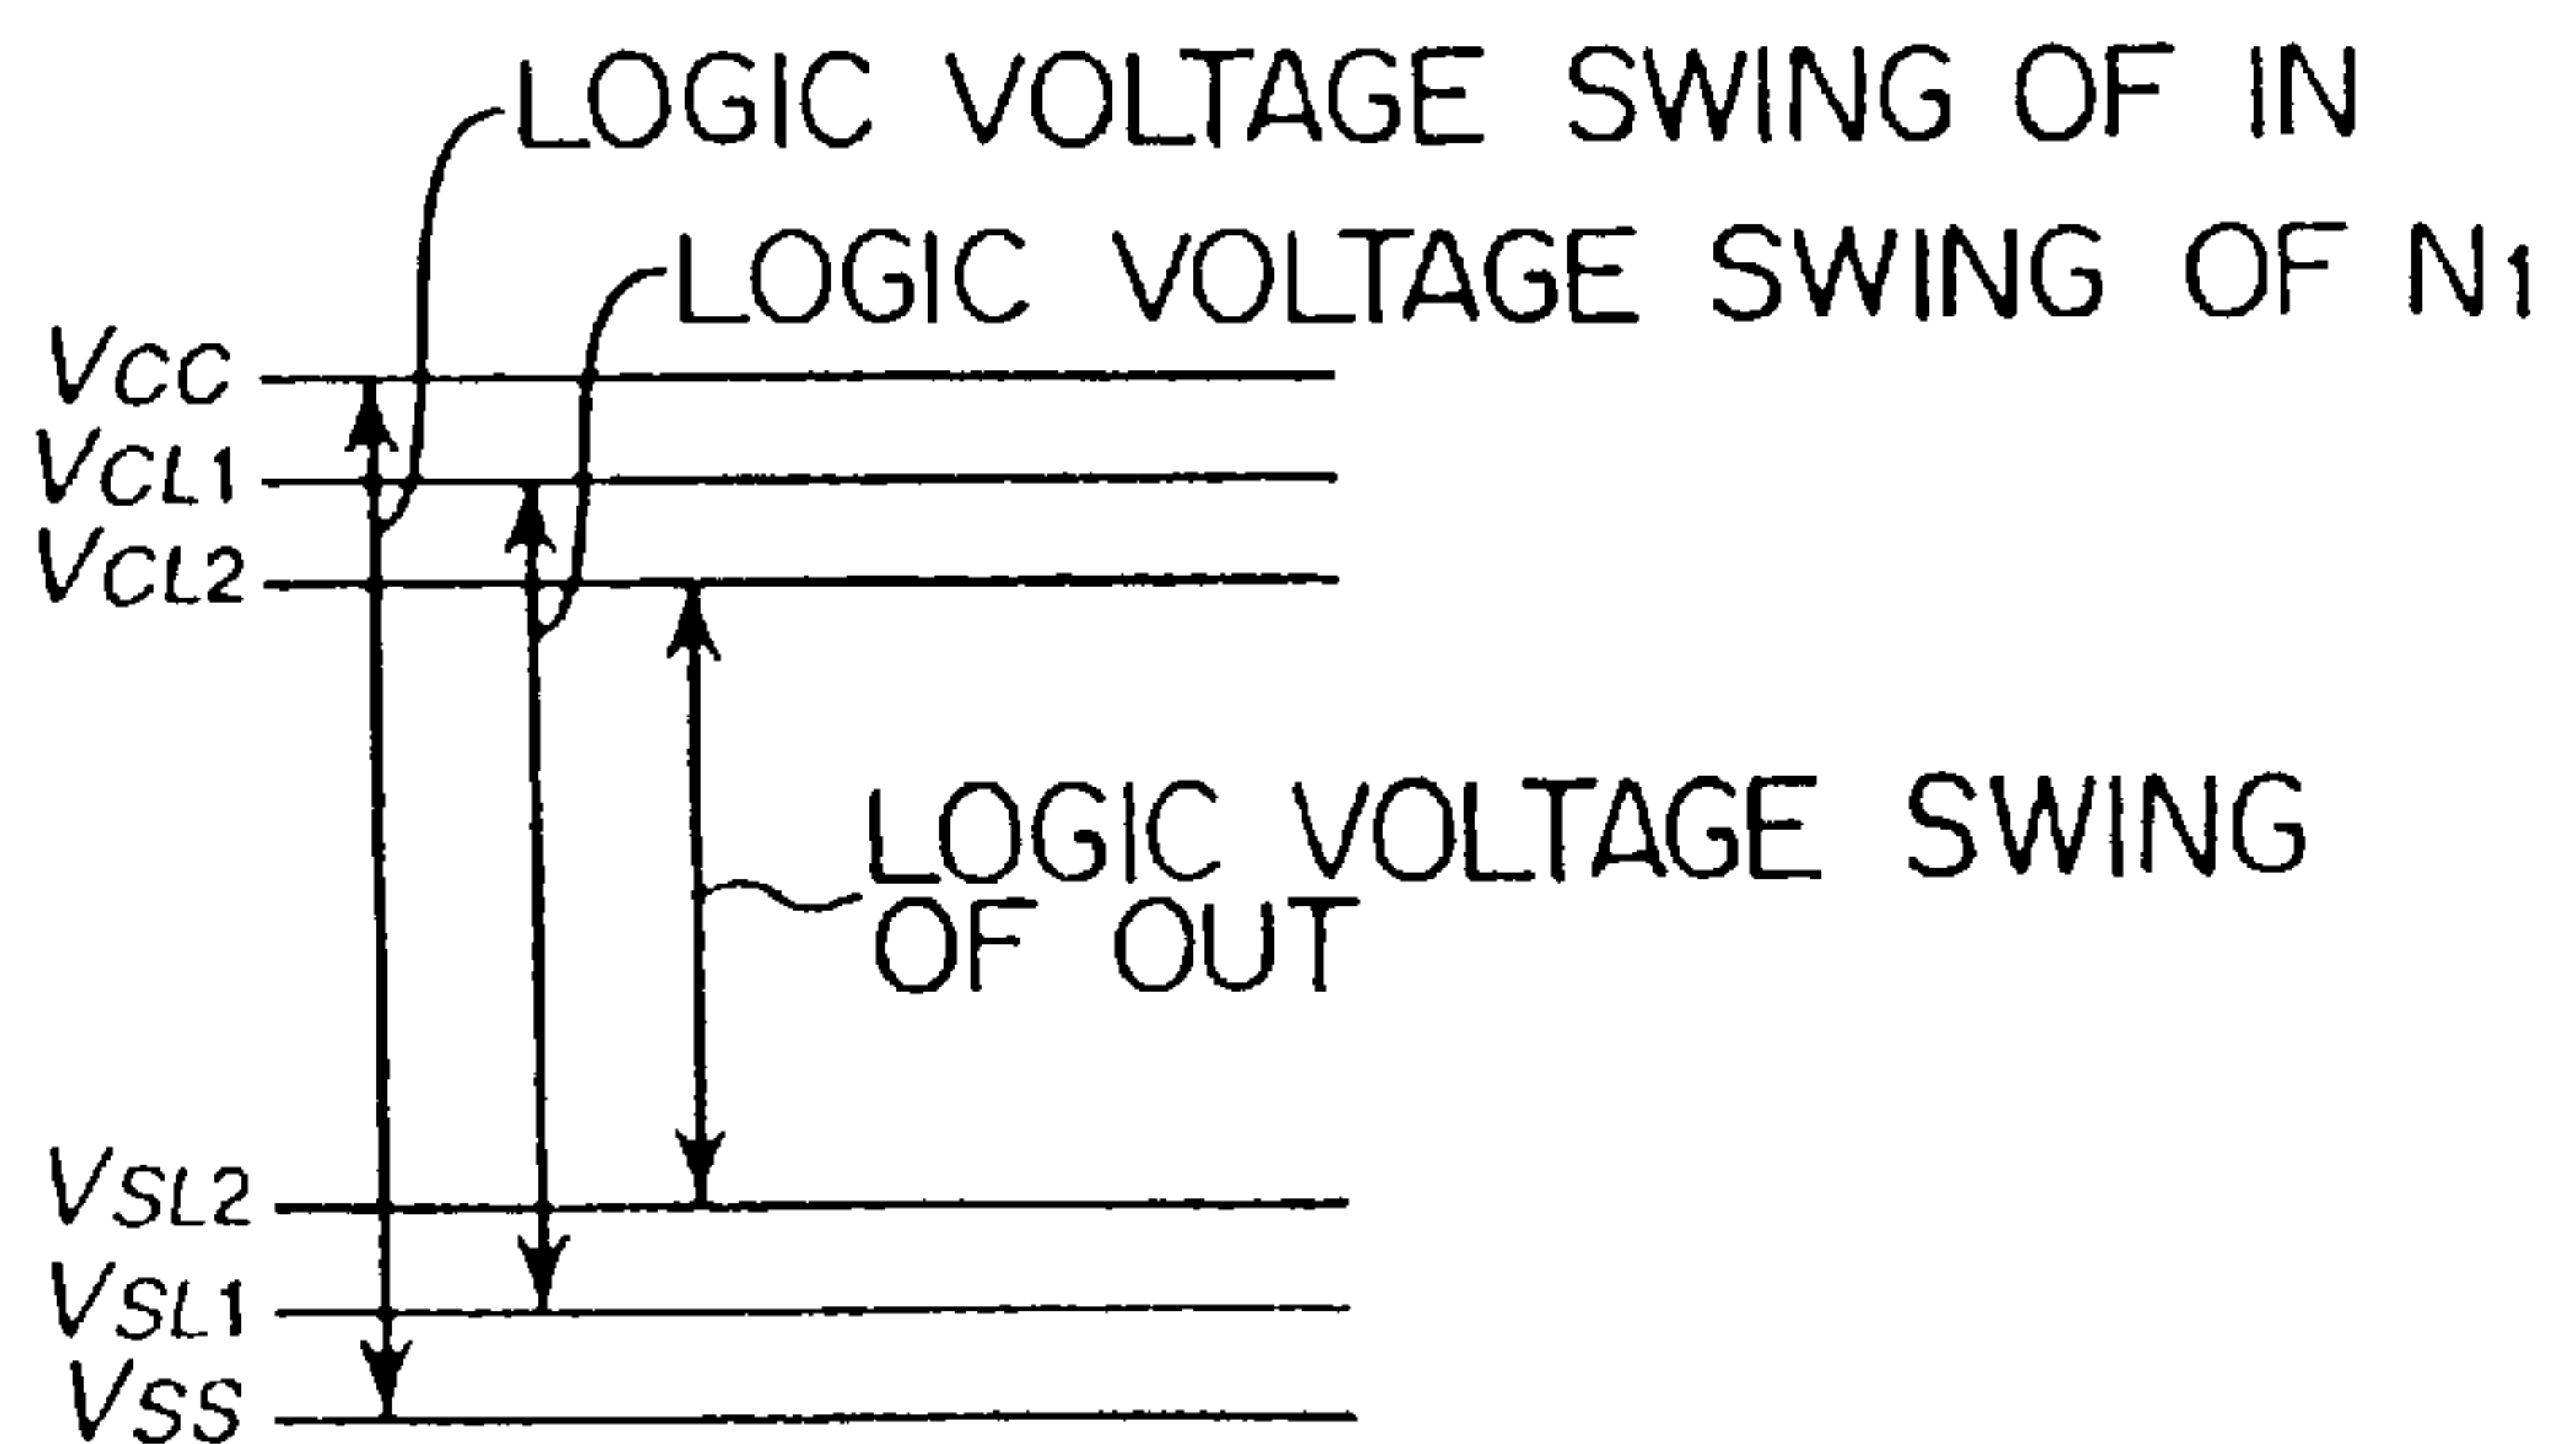 LOGIC VOLTAGE SWING OF IN
LOGIC VOLTAGE SWING OF N1
VCC
VCL1
VCL2
LOGIC VOLTAGE SWING
OF OUT
VSL2
VSL1
VSS